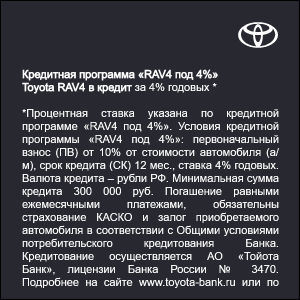 Кредитная программа «RAV4 под 4%»
Toyota RAV4 в кредит за 4% годовых *
*Процентная ставка указана по кредитной
программе «RAV4 под 4%». Условия кредитной
программы «RAV4 под 4%»: первоначальный
взнос (ПВ) от 10% от стоимости автомобиля (а/
м), срок кредита (СК) 12 мес., ставка 4% годовых.
Валюта кредита – рубли РФ. Минимальная сумма
кредита 300 000 руб. Погашение равными
ежемесячными платежами, обязательны
страхование КАСКО и залог приобретаемого
автомобиля в соответствии с Общими условиями
потребительского кредитования Банка.
Кредитование осуществляется АО «Тойота
Банк», лицензии Банка России № 3470.
Подробнее на сайте www.toyota-bank.ru или по